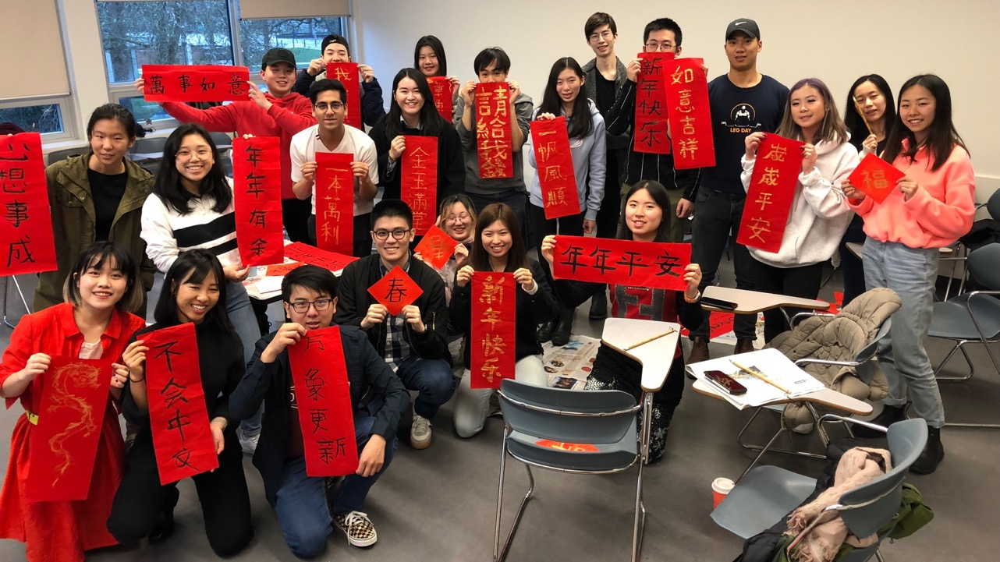 萬事如意
我
請給我錢
新年快乐
如意吉祥
LEG DAY
心想事成
年年有余
一本萬利
金玉滿堂
一帆風順
歲歲平安
福
年年平安
春
新年快乐
不会中文
万象更新